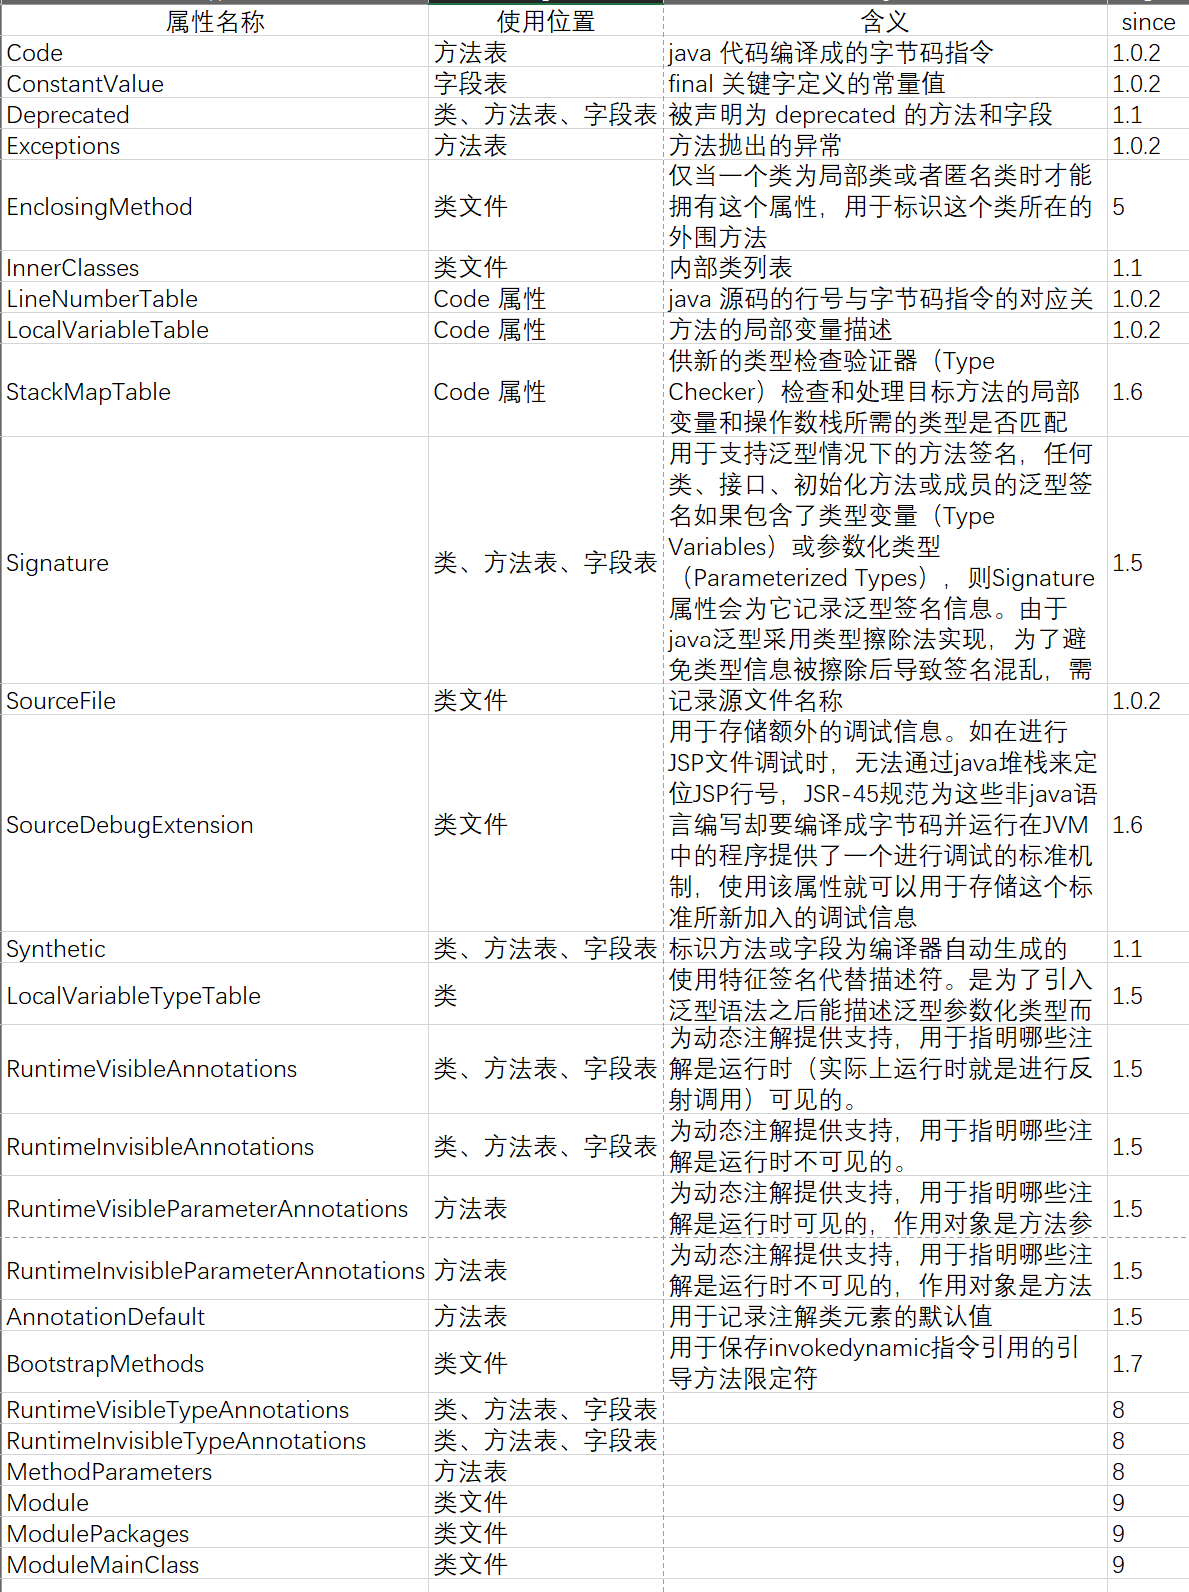 属性名称 使用位置 含义 since
Code 方法表 java 代码编译成的字节码指令 1.0.2
ConstantValue 字段表 final 关键字定义的常量值 1.0.2
Deprecated 类、方法表、字段表 被声明为 deprecated 的方法和字段 1.1
Exceptions 方法表 方法抛出的异常 1.0.2
EnclosingMethod 类文件 仅当一个类为局部类或者匿名类时才能
拥有这个属性，用于标识这个类所在的
外围方法 5
InnerClasses 类文件 内部类列表 1.1
LineNumberTable Code 属性 java 源码的行号与字节码指令的对应关 1.0.2
LocalVariableTable Code 属性 方法的局部变量描述 1.0.2
StackMapTable Code 属性 供新的类型检查验证器（Type
Checker）检查和处理目标方法的局部
变量和操作数栈所需的类型是否匹配 1.6
Signature 类、方法表、字段表 用于支持泛型情况下的方法签名，任何
类、接口、初始化方法或成员的泛型签
名如果包含了类型变量（Type
Variables）或参数化类型
（Parameterized Types），则Signature
属性会为它记录泛型签名信息。由于
java泛型采用类型擦除法实现，为了避
免类型信息被擦除后导致签名混乱，需 1.5
SourceFile 类文件 记录源文件名称 1.0.2
SourceDebugExtension 类文件 用于存储额外的调试信息。如在进行
JSP文件调试时，无法通过java堆栈来定
位JSP行号，JSR-45规范为这些非java语
言编写却要编译成字节码并运行在JVM
中的程序提供了一个进行调试的标准机
制，使用该属性就可以用于存储这个标
准所新加入的调试信息 1.6
Synthetic 类、方法表、字段表 标识方法或字段为编译器自动生成的 1.1
LocalVariableTypeTable 类 使用特征签名代替描述符。是为了引入
泛型语法之后能描述泛型参数化类型而 1.5
RuntimeVisibleAnnotations 类、方法表、字段表 为动态注解提供支持，用于指明哪些注
解是运行时（实际上运行时就是进行反
射调用）可见的。 1.5
RuntimeInvisibleAnnotations 类、方法表、字段表 为动态注解提供支持，用于指明哪些注
解是运行时不可见的。 1.5
RuntimeVisibleParameterAnnotations 方法表 为动态注解提供支持，用于指明哪些注
解是运行时可见的，作用对象是方法参 1.5
RuntimeInvisibleParameterAnnotations 方法表 为动态注解提供支持，用于指明哪些注
解是运行时不可见的，作用对象是方法 1.5
AnnotationDefault 方法表 用于记录注解类元素的默认值 1.5
BootstrapMethods 类文件 用于保存invokedynamic指令引用的引
导方法限定符 1.7
RuntimeVisibleTypeAnnotations 类、方法表、字段表 8
RuntimeInvisibleTypeAnnotations 类、方法表、字段表 8
MethodParameters 方法表 8
Module 类文件 9
ModulePackages 类文件 9
ModuleMainClass 类文件 9